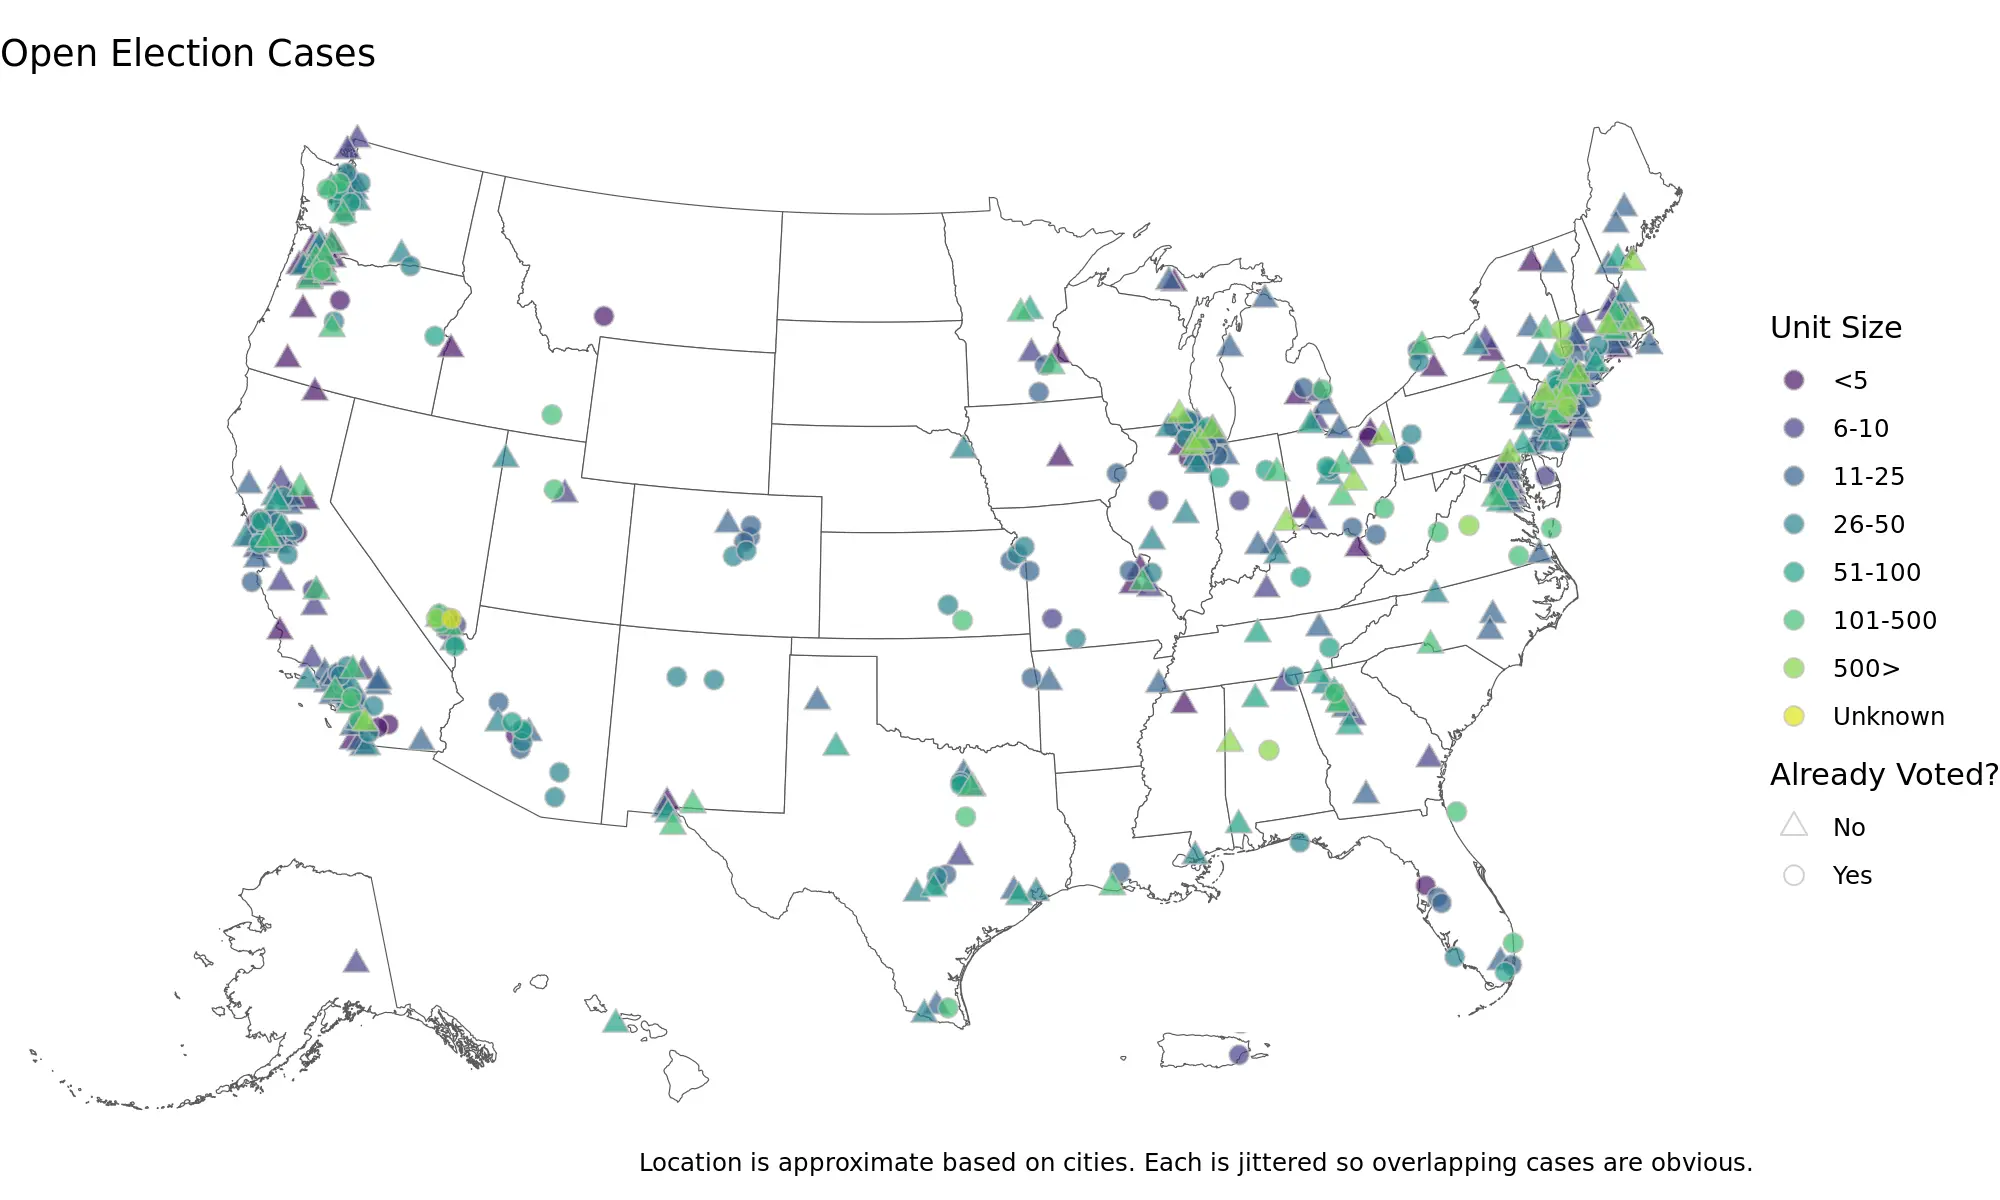 Open Election Cases
Unit Size
<5
6-10
11-25
26-50
51-100
101-500
500>
Unknown
Already Voted?
No
Yes
Location is approximate based on cities. Each is jittered so overlapping cases are obvious.